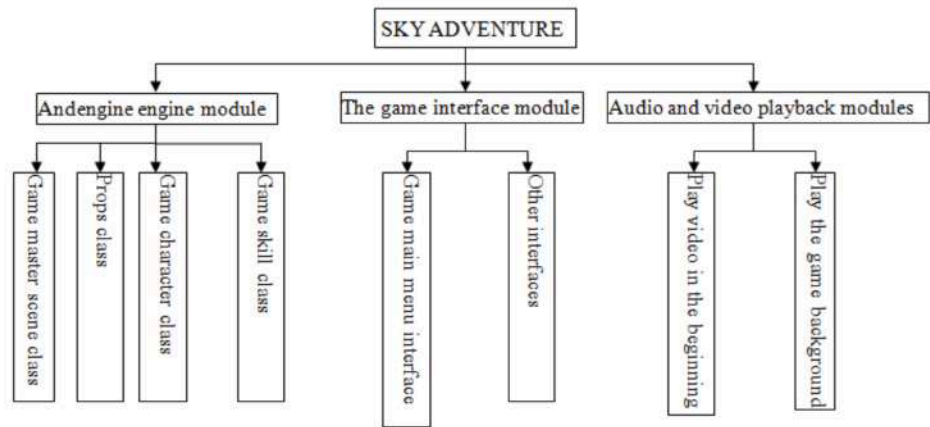 SKY ADVENTURE
Andengine engine module
The game interface module
Audio and video playback modules
Game master scene class
Props class
Game character class
Game skill class
Game main menu interface
Other interfaces
Play video in the beginning
Play the game background